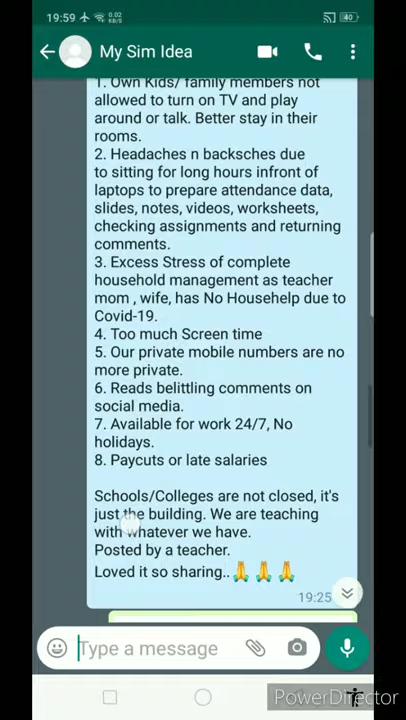 19:59 0.02 KB/S 40
My Sim Idea
1. Own Kids/ family members not
allowed to turn on TV and play
around or talk. Better stay in their
rooms.
2. Headaches n backsches due
to sitting for long hours infront of
laptops to prepare attendance data,
slides, notes, videos, worksheets,
checking assignments and returning
comments.
3. Excess Stress of complete
household management as teacher
mom , wife, has No Househelp due to
Covid-19.
4. Too much Screen time
5. Our private mobile numbers are no
more private.
6. Reads belittling comments on
social media.
7. Available for work 24/7, No
holidays.
8. Paycuts or late salaries
Schools/Colleges are not closed, it's
just the building. We are teaching
with whatever we have.
Posted by a teacher.
Loved it so sharing..🙏🙏🙏
19:25
Type a message
PowerDirector